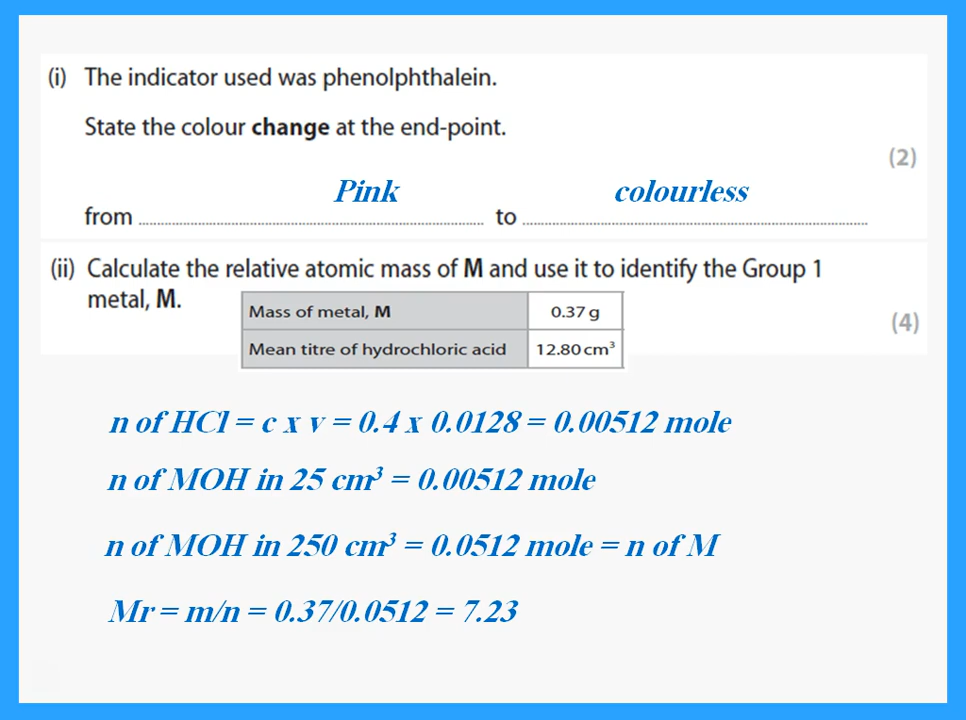 (i) The indicator used was phenolphthalein.
State the colour change at the end-point.
(2)
Pink colourless
from ........................................ to ........................................
(ii) Calculate the relative atomic mass of M and use it to identify the Group 1
metal, M.
(4)
Mass of metal, M 0.37 g
Mean titre of hydrochloric acid 12.80 cm³
n of HCl = c x v = 0.4 x 0.0128 = 0.00512 mole
n of MOH in 25 cm³ = 0.00512 mole
n of MOH in 250 cm³ = 0.0512 mole = n of M
Mr = m/n = 0.37/0.0512 = 7.23